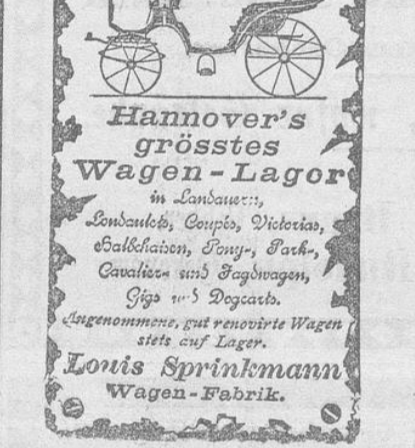 Hannover's
grösstes
Wagen-Lager
in Landauern,
Landaulets, Coupés, Victorias,
Halbchaisen, Pony-, Park-,
Cavalier- und Jagdwagen,
Gigs und Dogcarts.
Angenommene, gut renovirte Wagen
stets auf Lager.
Louis Sprinkmann
Wagen-Fabrik.